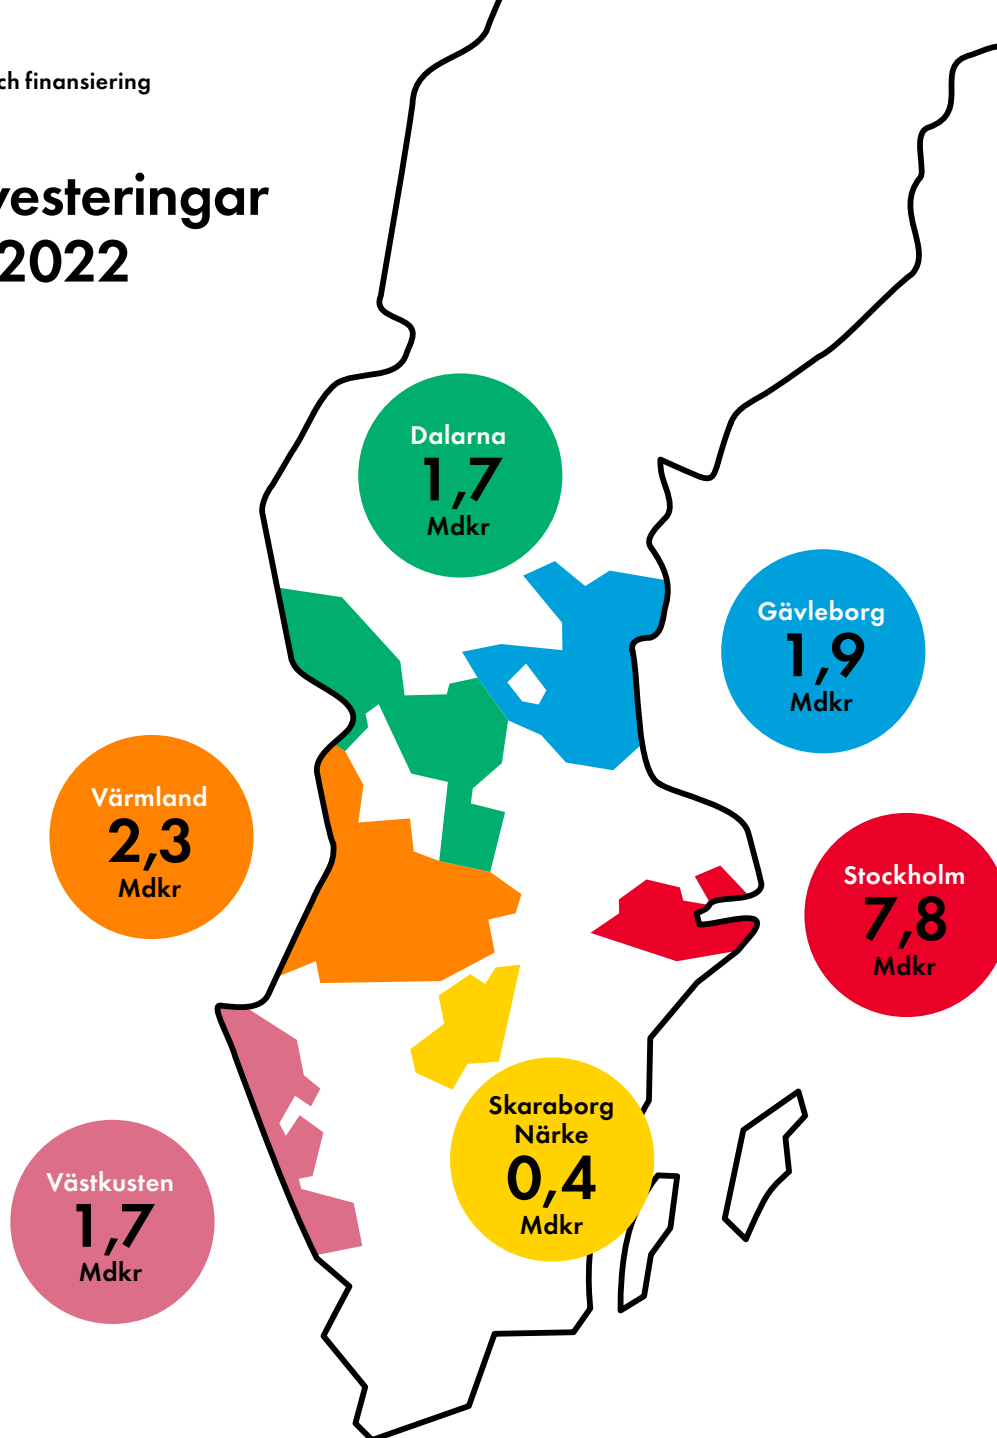 ch finansiering
vesteringar
2022
Dalarna
1,7
Mdkr
Gävleborg
1,9
Mdkr
Värmland
2,3
Mdkr
Stockholm
7,8
Mdkr
Skaraborg
Närke
0,4
Mdkr
Västkusten
1,7
Mdkr